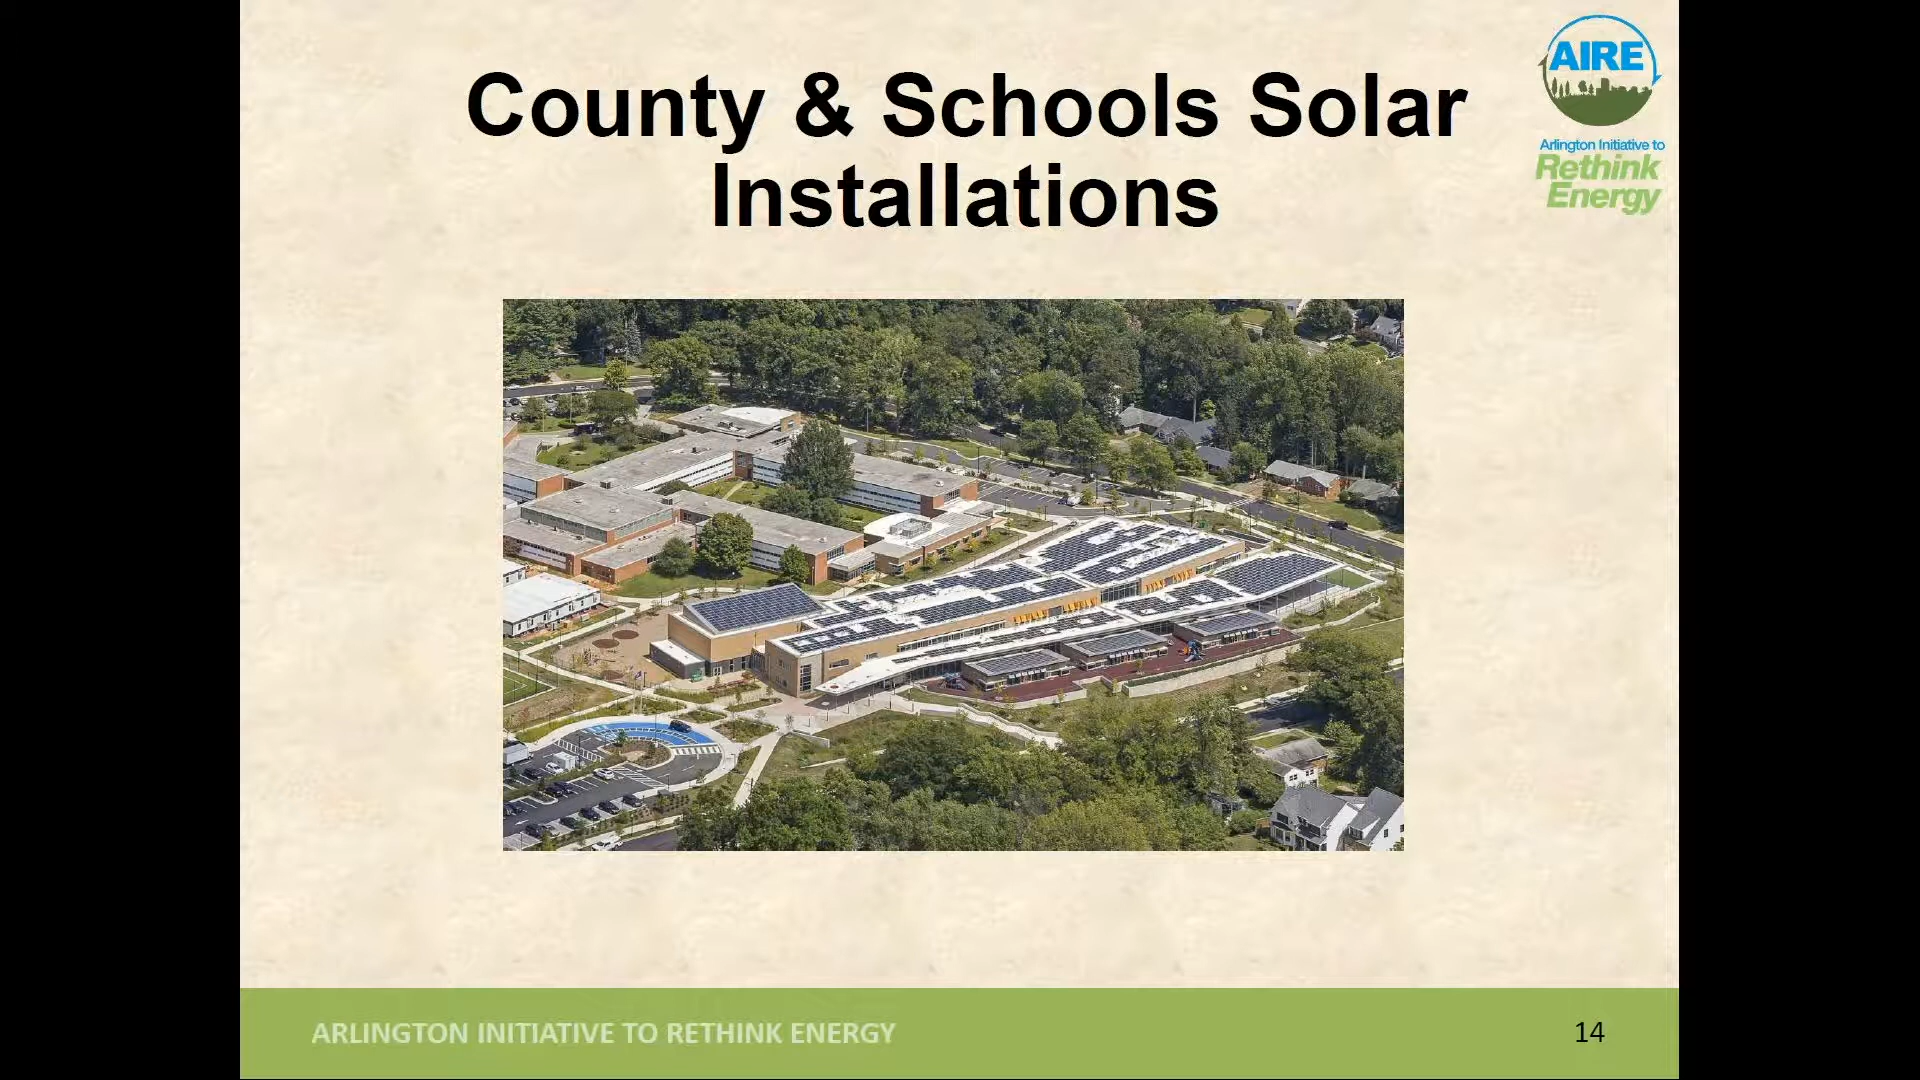 County & Schools Solar
Installations
AIRE
Arlington Initiative to
Rethink
Energy
ARLINGTON INITIATIVE TO RETHINK ENERGY
14